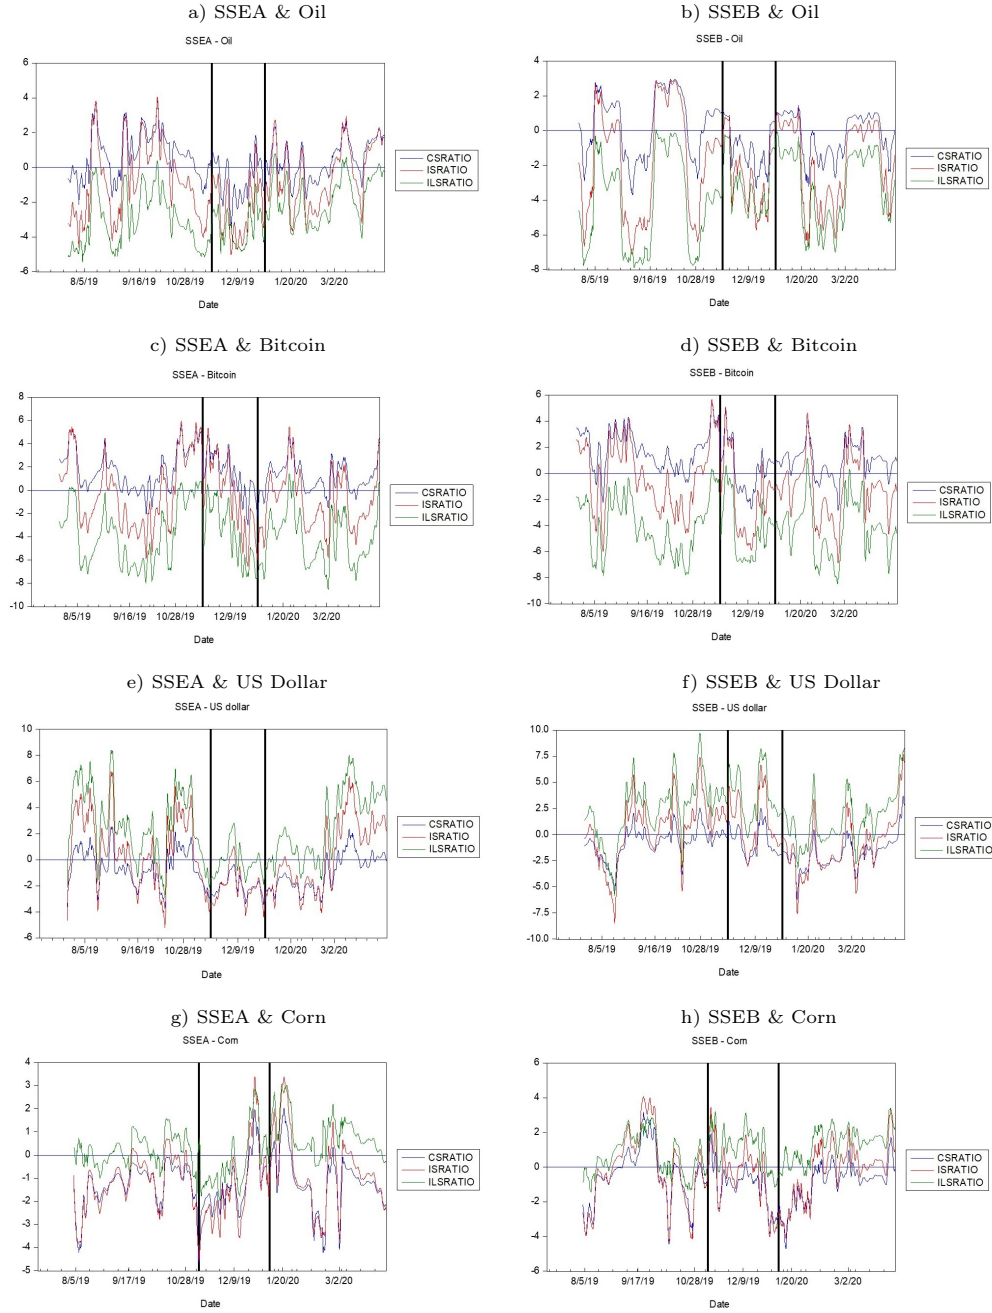 a) SSEA & Oil
SSEA - Oil
6
4
2
0
-2
-4
-6
8/5/19 9/16/19 10/28/19 12/9/19 1/20/20 3/2/20
Date
CSRATIO
ISRATIO
ILSRATIO
b) SSEB & Oil
SSEB - Oil
4
2
0
-2
-4
-6
-8
8/5/19 9/16/19 10/28/19 12/9/19 1/20/20 3/2/20
Date
CSRATIO
ISRATIO
ILSRATIO
c) SSEA & Bitcoin
SSEA - Bitcoin
8
6
4
2
0
-2
-4
-6
-8
-10
8/5/19 9/16/19 10/28/19 12/9/19 1/20/20 3/2/20
Date
CSRATIO
ISRATIO
ILSRATIO
d) SSEB & Bitcoin
SSEB - Bitcoin
6
4
2
0
-2
-4
-6
-8
-10
8/5/19 9/16/19 10/28/19 12/9/19 1/20/20 3/2/20
Date
CSRATIO
ISRATIO
ILSRATIO
e) SSEA & US Dollar
SSEA - US dollar
10
8
6
4
2
0
-2
-4
-6
8/5/19 9/16/19 10/28/19 12/9/19 1/20/20 3/2/20
Date
CSRATIO
ISRATIO
ILSRATIO
f) SSEB & US Dollar
SSEB - US dollar
10.0
7.5
5.0
2.5
0.0
-2.5
-5.0
-7.5
-10.0
8/5/19 9/16/19 10/28/19 12/9/19 1/20/20 3/2/20
Date
CSRATIO
ISRATIO
ILSRATIO
g) SSEA & Corn
SSEA - Corn
4
3
2
1
0
-1
-2
-3
-4
-5
8/5/19 9/17/19 10/28/19 12/9/19 1/20/20 3/2/20
Date
CSRATIO
ISRATIO
ILSRATIO
h) SSEB & Corn
SSEB - Corn
6
4
2
0
-2
-4
-6
8/5/19 9/17/19 10/28/19 12/9/19 1/20/20 3/2/20
Date
CSRATIO
ISRATIO
ILSRATIO